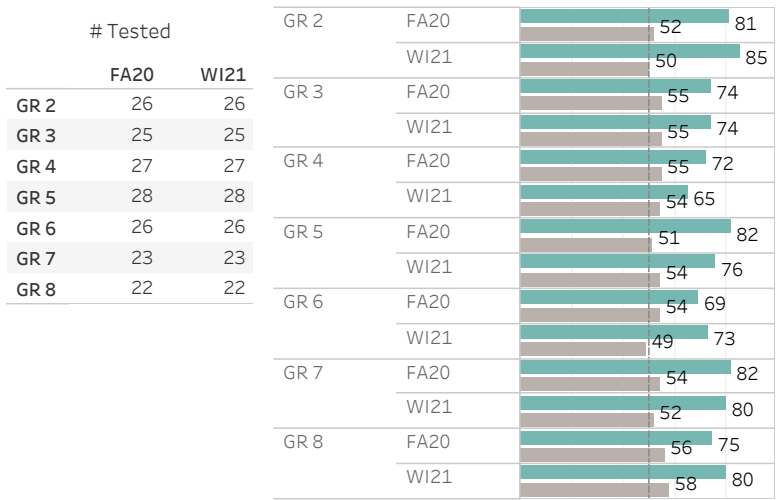 # Tested
FA20 WI21
GR 2 26 26
GR 3 25 25
GR 4 27 27
GR 5 28 28
GR 6 26 26
GR 7 23 23
GR 8 22 22
GR 2 FA20 81
52
WI21 85
50
GR 3 FA20 74
55
WI21 74
55
GR 4 FA20 72
55
WI21 65
54
GR 5 FA20 82
51
WI21 76
54
GR 6 FA20 69
54
WI21 73
49
GR 7 FA20 82
54
WI21 80
52
GR 8 FA20 75
56
WI21 80
58